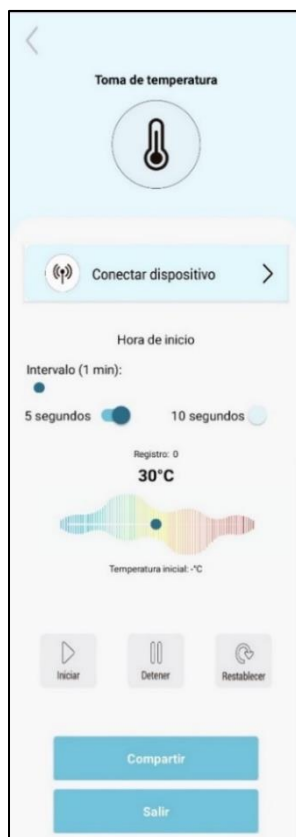 Toma de temperatura
Conectar dispositivo
Hora de inicio
Intervalo (1 min):
5 segundos 10 segundos
Registro: 0
30°C
Temperatura inicial: -°C
Iniciar Detener Restablecer
Compartir
Salir